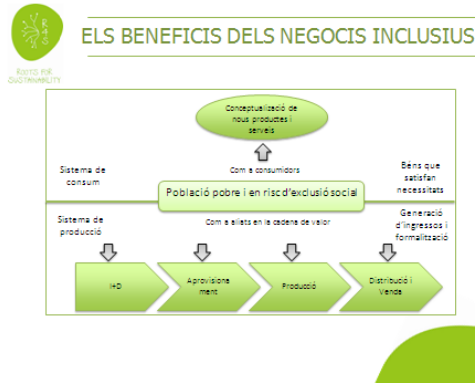 R4S
ROOTS FOR
SUSTAINABILITY
ELS BENEFICIS DELS NEGOCIS INCLUSIUS
Conceptualizació de
nous productes i
serveis
Sistema de
consum
Com a consumidors
Béns que
satisfan
necessitats
Població pobre i en risc d'exclusió social
Sistema de
producció
Com a aliats en la cadena de valor
Generació
d'ingressos i
formalització
I+D
Aprovisiona
ment
Producció
Distribució i
Venda